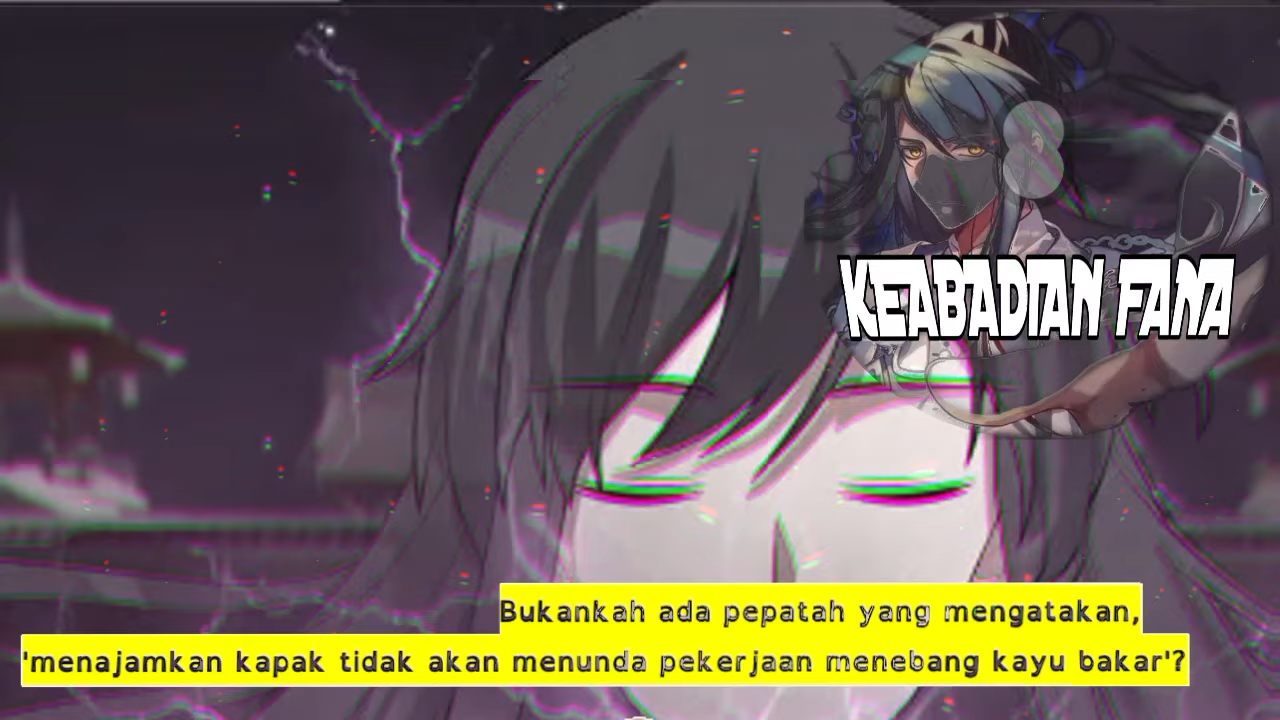 KEABADIAN FANA
Bukankah ada pepatah yang mengatakan,
'menajamkan kapak tidak akan menunda pekerjaan menebang kayu bakar'?